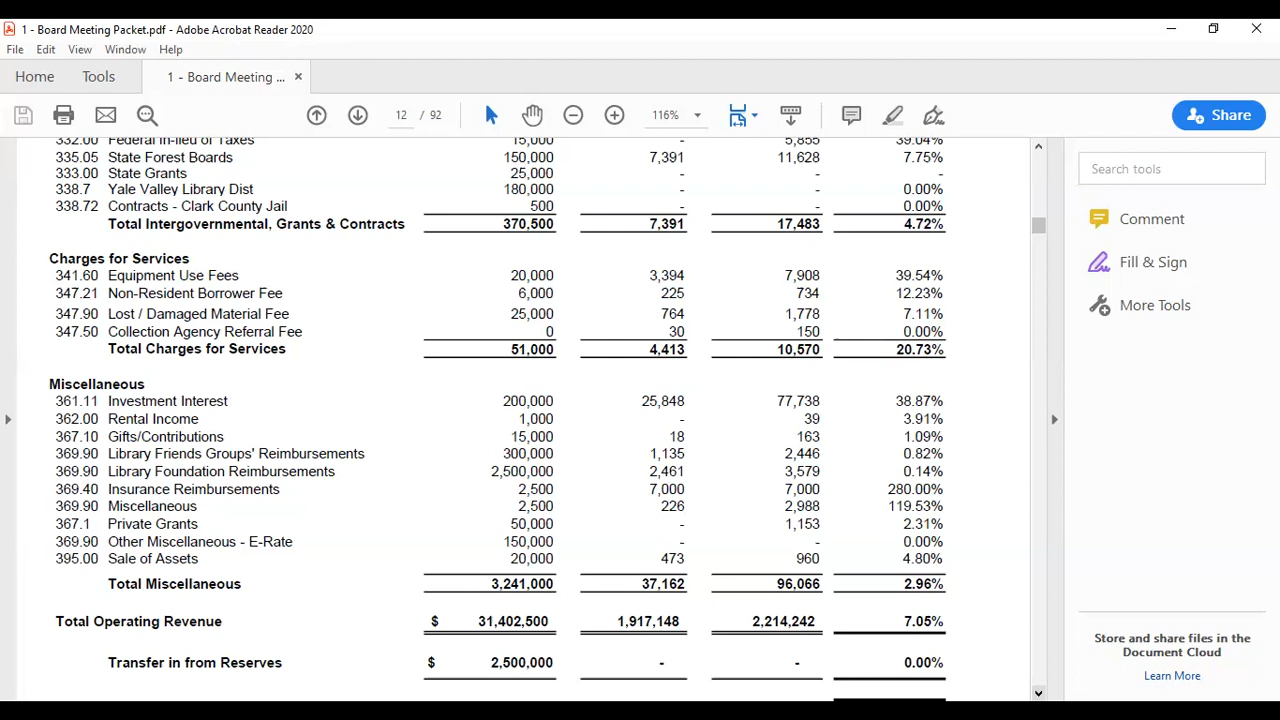 1 - Board Meeting Packet.pdf - Adobe Acrobat Reader 2020
File Edit View Window Help
Home Tools 1 - Board Meeting ... ×
12 / 92 116% Share
332.00 Federal in-lieu of Taxes 15,000 - 5,855 39.04%
335.05 State Forest Boards 150,000 7,391 11,628 7.75%
333.00 State Grants 25,000 - - -
338.7 Yale Valley Library Dist 180,000 - - 0.00%
338.72 Contracts - Clark County Jail 500 - - 0.00%
Total Intergovernmental, Grants & Contracts 370,500 7,391 17,483 4.72%
Charges for Services
341.60 Equipment Use Fees 20,000 3,394 7,908 39.54%
347.21 Non-Resident Borrower Fee 6,000 225 734 12.23%
347.90 Lost / Damaged Material Fee 25,000 764 1,778 7.11%
347.50 Collection Agency Referral Fee 0 30 150 0.00%
Total Charges for Services 51,000 4,413 10,570 20.73%
Miscellaneous
361.11 Investment Interest 200,000 25,848 77,738 38.87%
362.00 Rental Income 1,000 - 39 3.91%
367.10 Gifts/Contributions 15,000 18 163 1.09%
369.90 Library Friends Groups' Reimbursements 300,000 1,135 2,446 0.82%
369.90 Library Foundation Reimbursements 2,500,000 2,461 3,579 0.14%
369.40 Insurance Reimbursements 2,500 7,000 7,000 280.00%
369.90 Miscellaneous 2,500 226 2,988 119.53%
367.1 Private Grants 50,000 - 1,153 2.31%
369.90 Other Miscellaneous - E-Rate 150,000 - - 0.00%
395.00 Sale of Assets 20,000 473 960 4.80%
Total Miscellaneous 3,241,000 37,162 96,066 2.96%
Total Operating Revenue $ 31,402,500 1,917,148 2,214,242 7.05%
Transfer in from Reserves $ 2,500,000 - - 0.00%
Search tools
Comment
Fill & Sign
More Tools
Store and share files in the
Document Cloud
Learn More